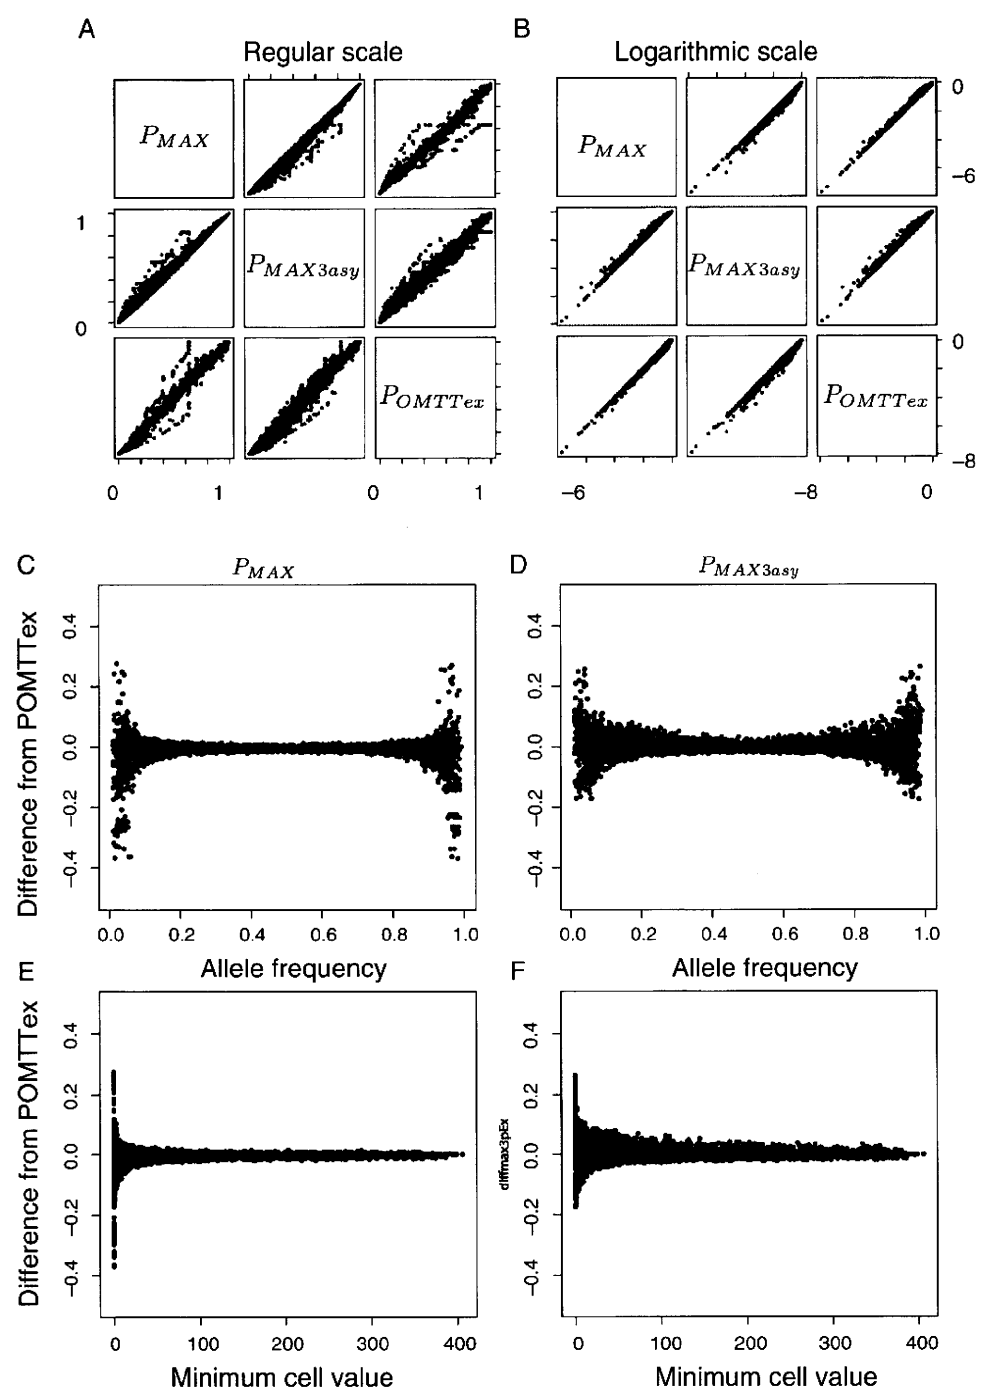 A
B
Regular scale
Logarithmic scale
P_MAX
P_MAX
0
−6
1
P_MAX3asy
P_MAX3asy
0
0
P_OMTTex
P_OMTTex
−8
0 1 0 1
−6 −8 0
C
P_MAX
D
P_MAX3asy
Difference from POMTTex
0.4
0.2
0.0
−0.2
−0.4
0.4
0.2
0.0
−0.2
−0.4
0.0 0.2 0.4 0.6 0.8 1.0
0.0 0.2 0.4 0.6 0.8 1.0
E
Allele frequency
F
Allele frequency
Difference from POMTTex
0.4
0.2
0.0
−0.2
−0.4
diffmax3pEx
0.4
0.2
0.0
−0.2
−0.4
0 100 200 300 400
0 100 200 300 400
Minimum cell value
Minimum cell value